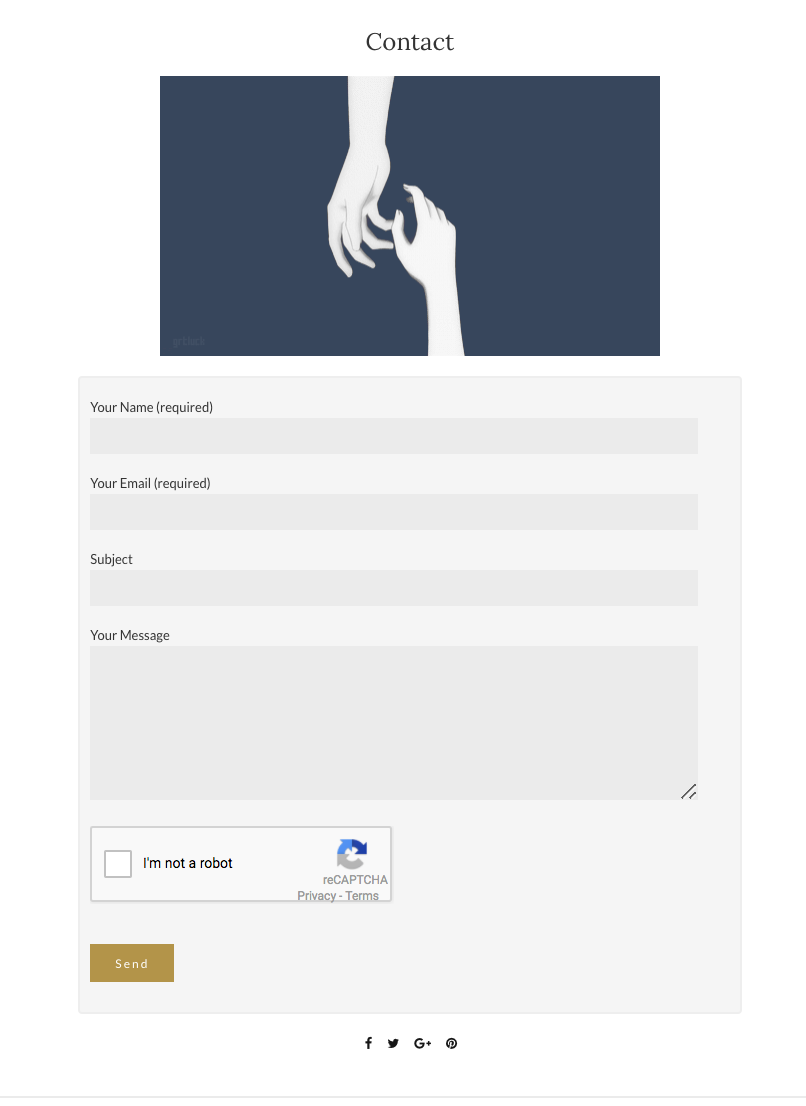 Contact
Your Name (required)
Your Email (required)
Subject
Your Message
I'm not a robot
reCAPTCHA
Privacy - Terms
Send